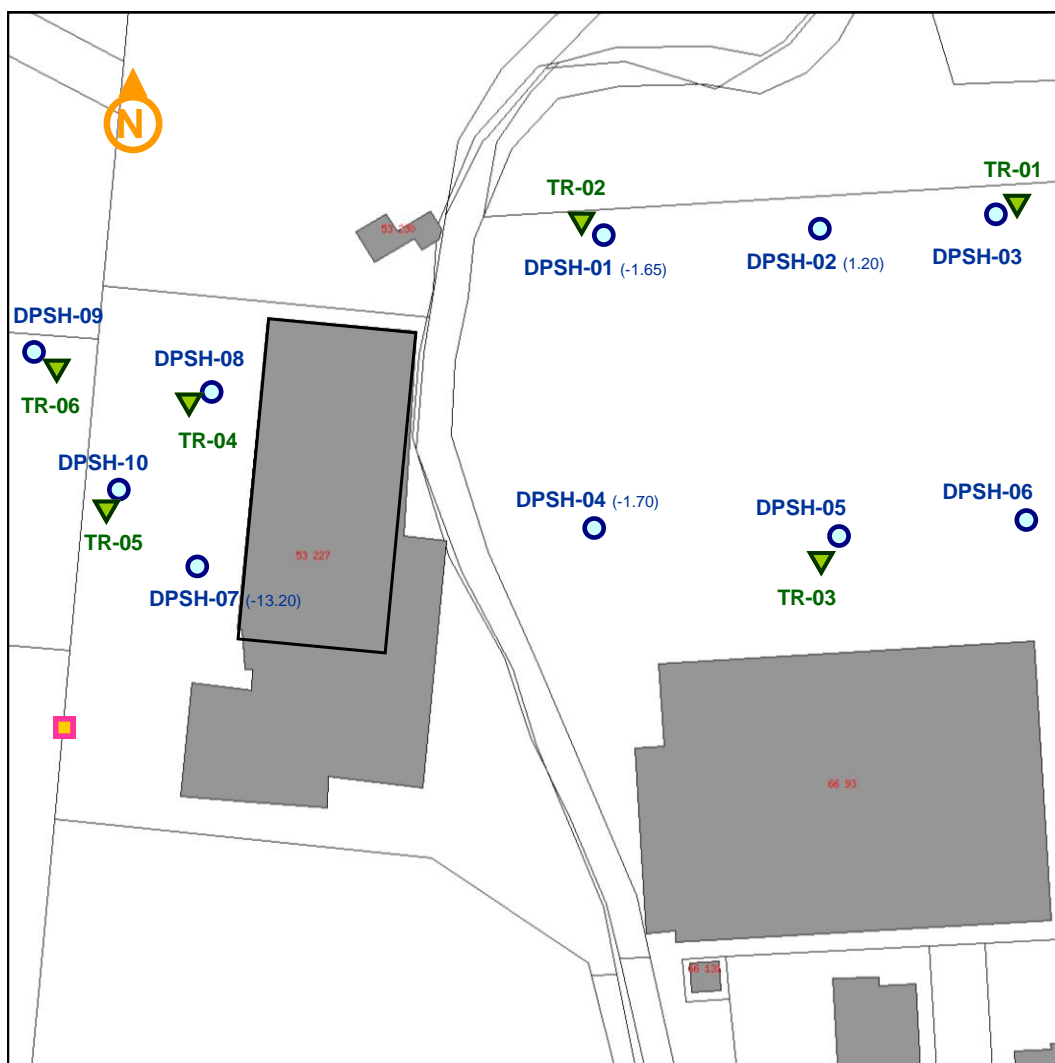 N
TR-01
TR-02
53 230
DPSH-01 (-1.65)
DPSH-02 (1.20)
DPSH-03
DPSH-09
DPSH-08
TR-06
TR-04
DPSH-10
DPSH-04 (-1.70)
DPSH-05
DPSH-06
TR-05
53 227
DPSH-07 (-13.20)
TR-03
66 93